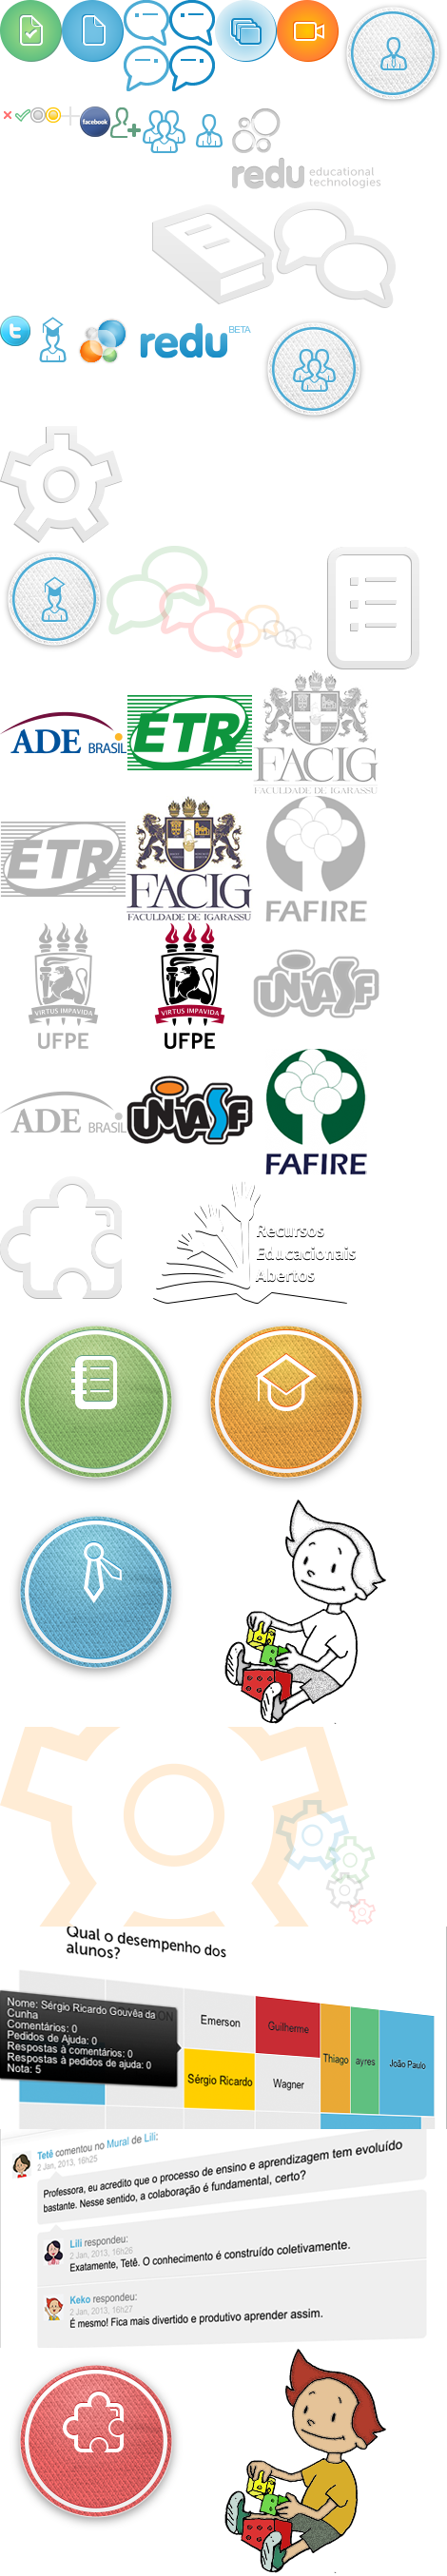 facebook
redu educational
technologies
redu BETA
ADE BRASIL
ETR
FACIG
FACULDADE DE IGARASSU
ETR
FACIG
FACULDADE DE IGARASSU
FAFIRE
VIRTUS IMPAVIDA
UFPE
VIRTUS IMPAVIDA
UFPE
UNIVASF
ADE BRASIL
UNIVASF
FAFIRE
Recursos
Educacionais
Abertos
Qual o desempenho dos
alunos?
Nome: Sérgio Ricardo Gouvêa da
Cunha
Comentários: 0
Pedidos de Ajuda: 0
Respostas à comentários: 0
Respostas à pedidos de ajuda: 0
Nota: 5
Emerson
Guilherme
Sérgio Ricardo
Wagner
Thiago
ayres
João Paulo
Tetê comentou no Mural de Lili:
2 Jan, 2013, 16h25
Professora, eu acredito que o processo de ensino e aprendizagem tem evoluído
bastante. Nesse sentido, a colaboração é fundamental, certo?
Lili respondeu:
2 Jan, 2013, 16h26
Exatamente, Tetê. O conhecimento é construído coletivamente.
Keko respondeu:
2 Jan, 2013, 16h27
É mesmo! Fica mais divertido e produtivo aprender assim.